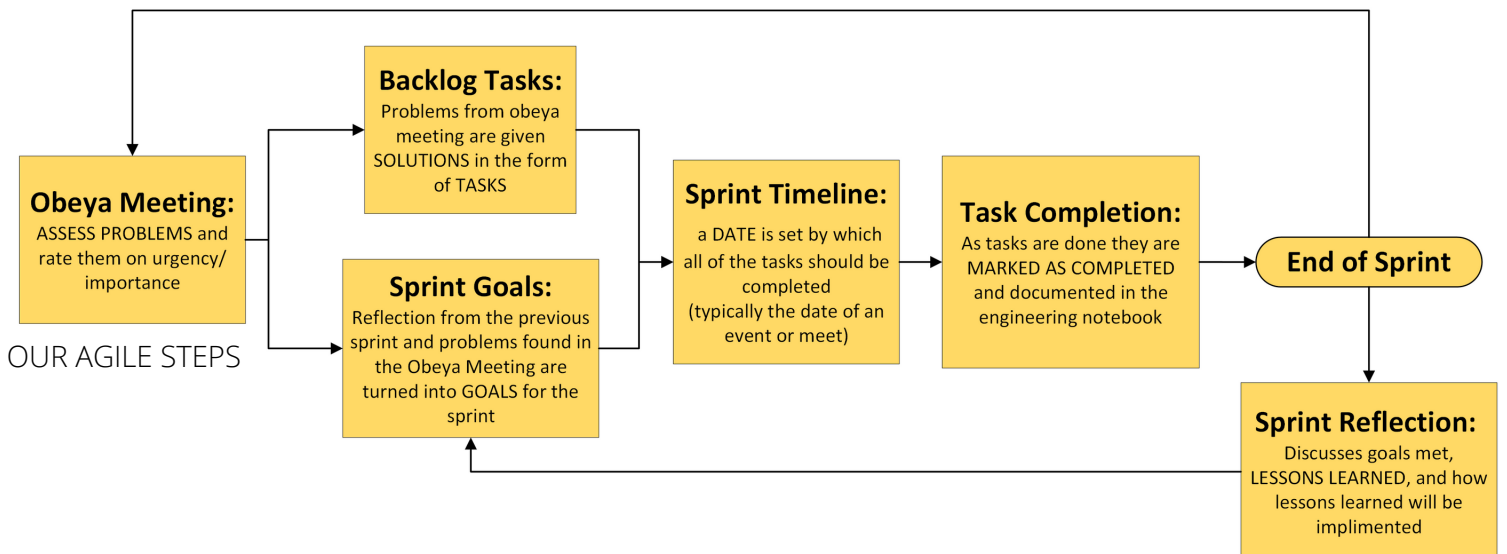 Obeya Meeting:
ASSESS PROBLEMS and
rate them on urgency/
importance
OUR AGILE STEPS
Backlog Tasks:
Problems from obeya
meeting are given
SOLUTIONS in the form
of TASKS
Sprint Goals:
Reflection from the previous
sprint and problems found in
the Obeya Meeting are
turned into GOALS for the
sprint
Sprint Timeline:
a DATE is set by which
all of the tasks should be
completed
(typically the date of an
event or meet)
Task Completion:
As tasks are done they are
MARKED AS COMPLETED
and documented in the
engineering notebook
End of Sprint
Sprint Reflection:
Discusses goals met,
LESSONS LEARNED, and how
lessons learned will be
implimented